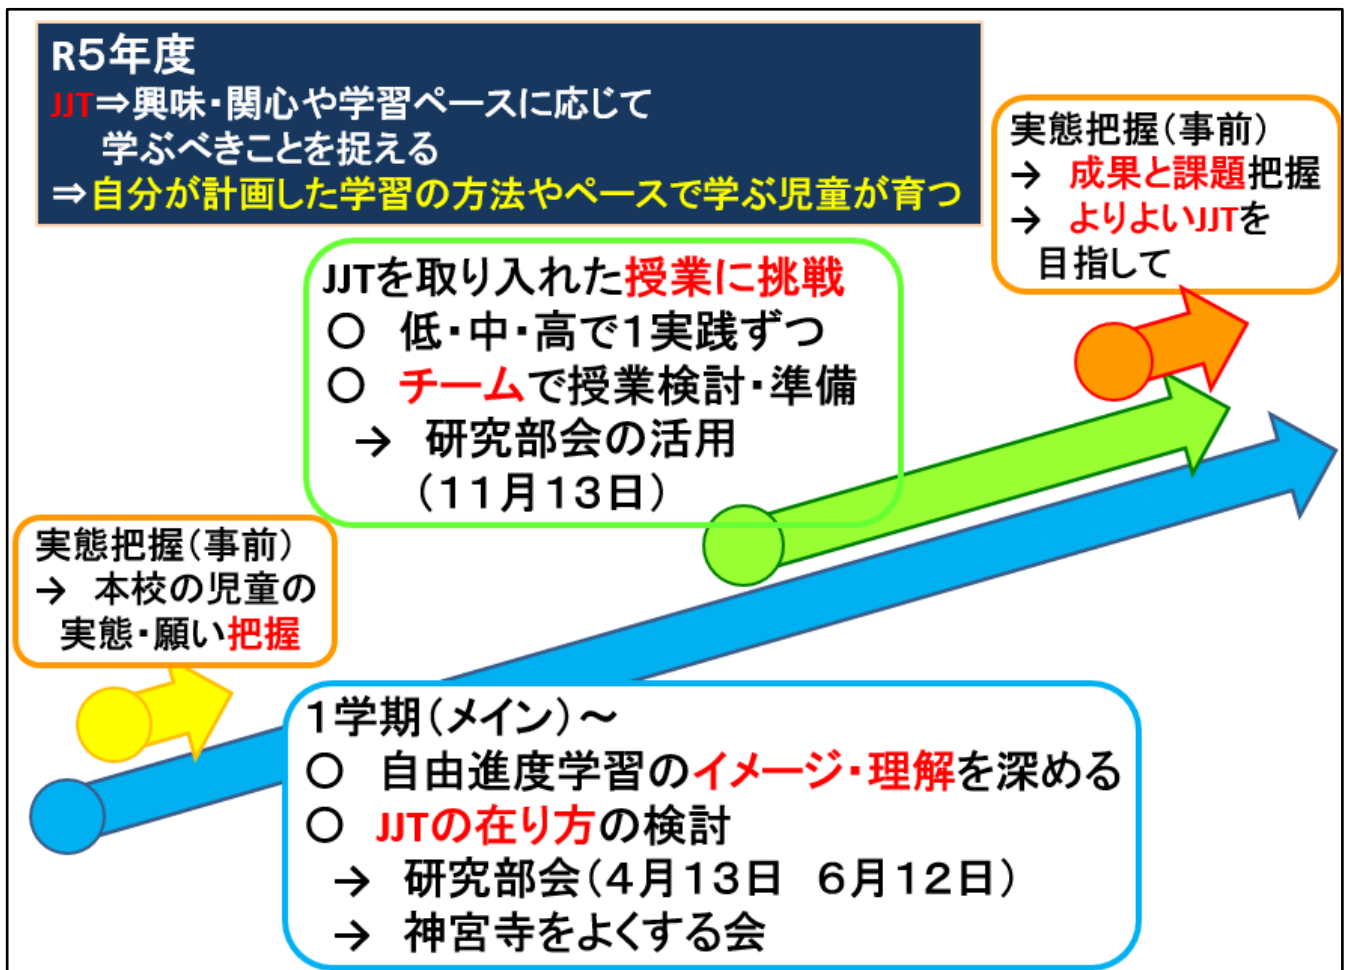 R5年度
JJT⇒興味・関心や学習ペースに応じて
学ぶべきことを捉える
⇒自分が計画した学習の方法やペースで学ぶ児童が育つ
実態把握(事前)
→ 成果と課題把握
→ よりよいJJTを
目指して
JJTを取り入れた授業に挑戦
○ 低・中・高で1実践ずつ
○ チームで授業検討・準備
→ 研究部会の活用
(11月13日)
実態把握(事前)
→ 本校の児童の
実態・願い把握
1学期(メイン)~
○ 自由進度学習のイメージ・理解を深める
○ JJTの在り方の検討
→ 研究部会(4月13日 6月12日)
→ 神宮寺をよくする会